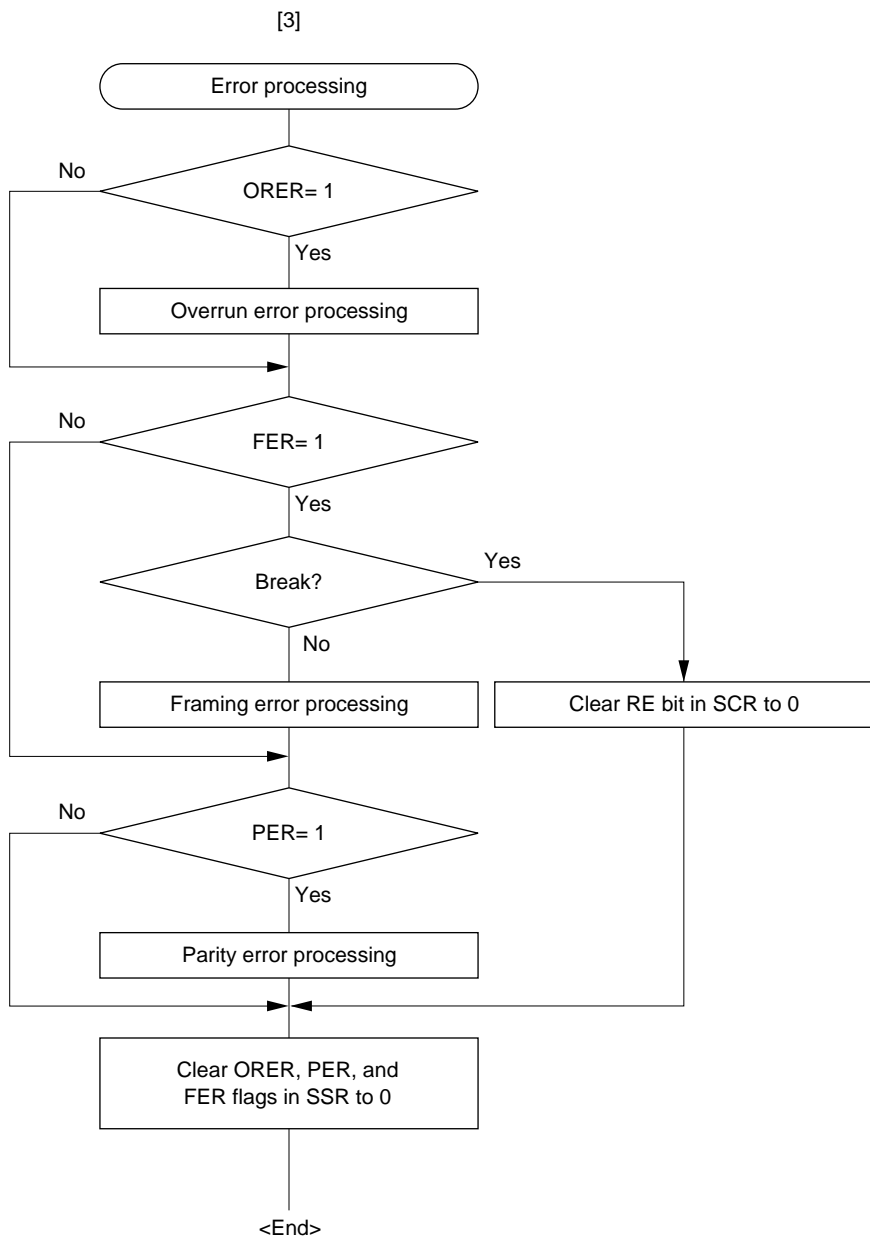 [3]
Error processing
No
ORER= 1
Yes
Overrun error processing
No
FER= 1
Yes
Break?
Yes
No
Framing error processing
Clear RE bit in SCR to 0
No
PER= 1
Yes
Parity error processing
Clear ORER, PER, and
FER flags in SSR to 0
<End>